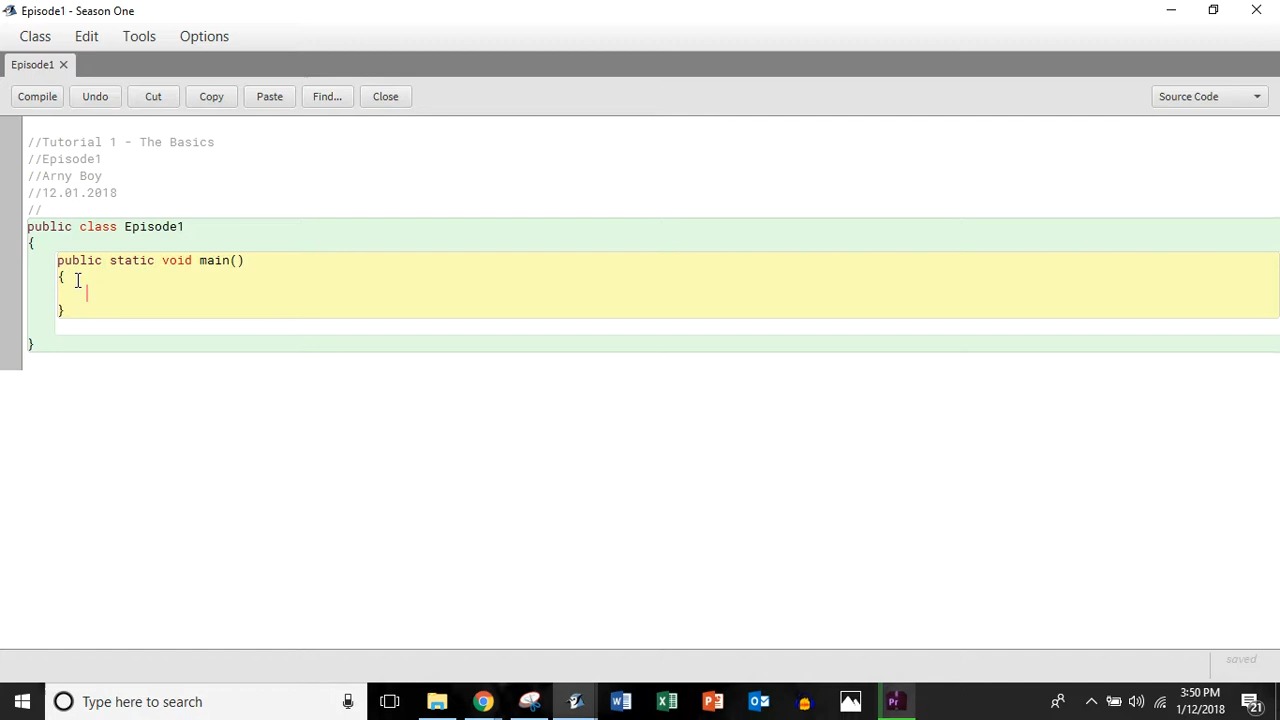 Episode1 - Season One
Class Edit Tools Options
Episode1
Compile Undo Cut Copy Paste Find... Close Source Code
//Tutorial 1 - The Basics
//Episode1
//Arny Boy
//12.01.2018
//
public class Episode1
{
public static void main()
{
}
}
saved
Type here to search
3:50 PM
1/12/2018
21